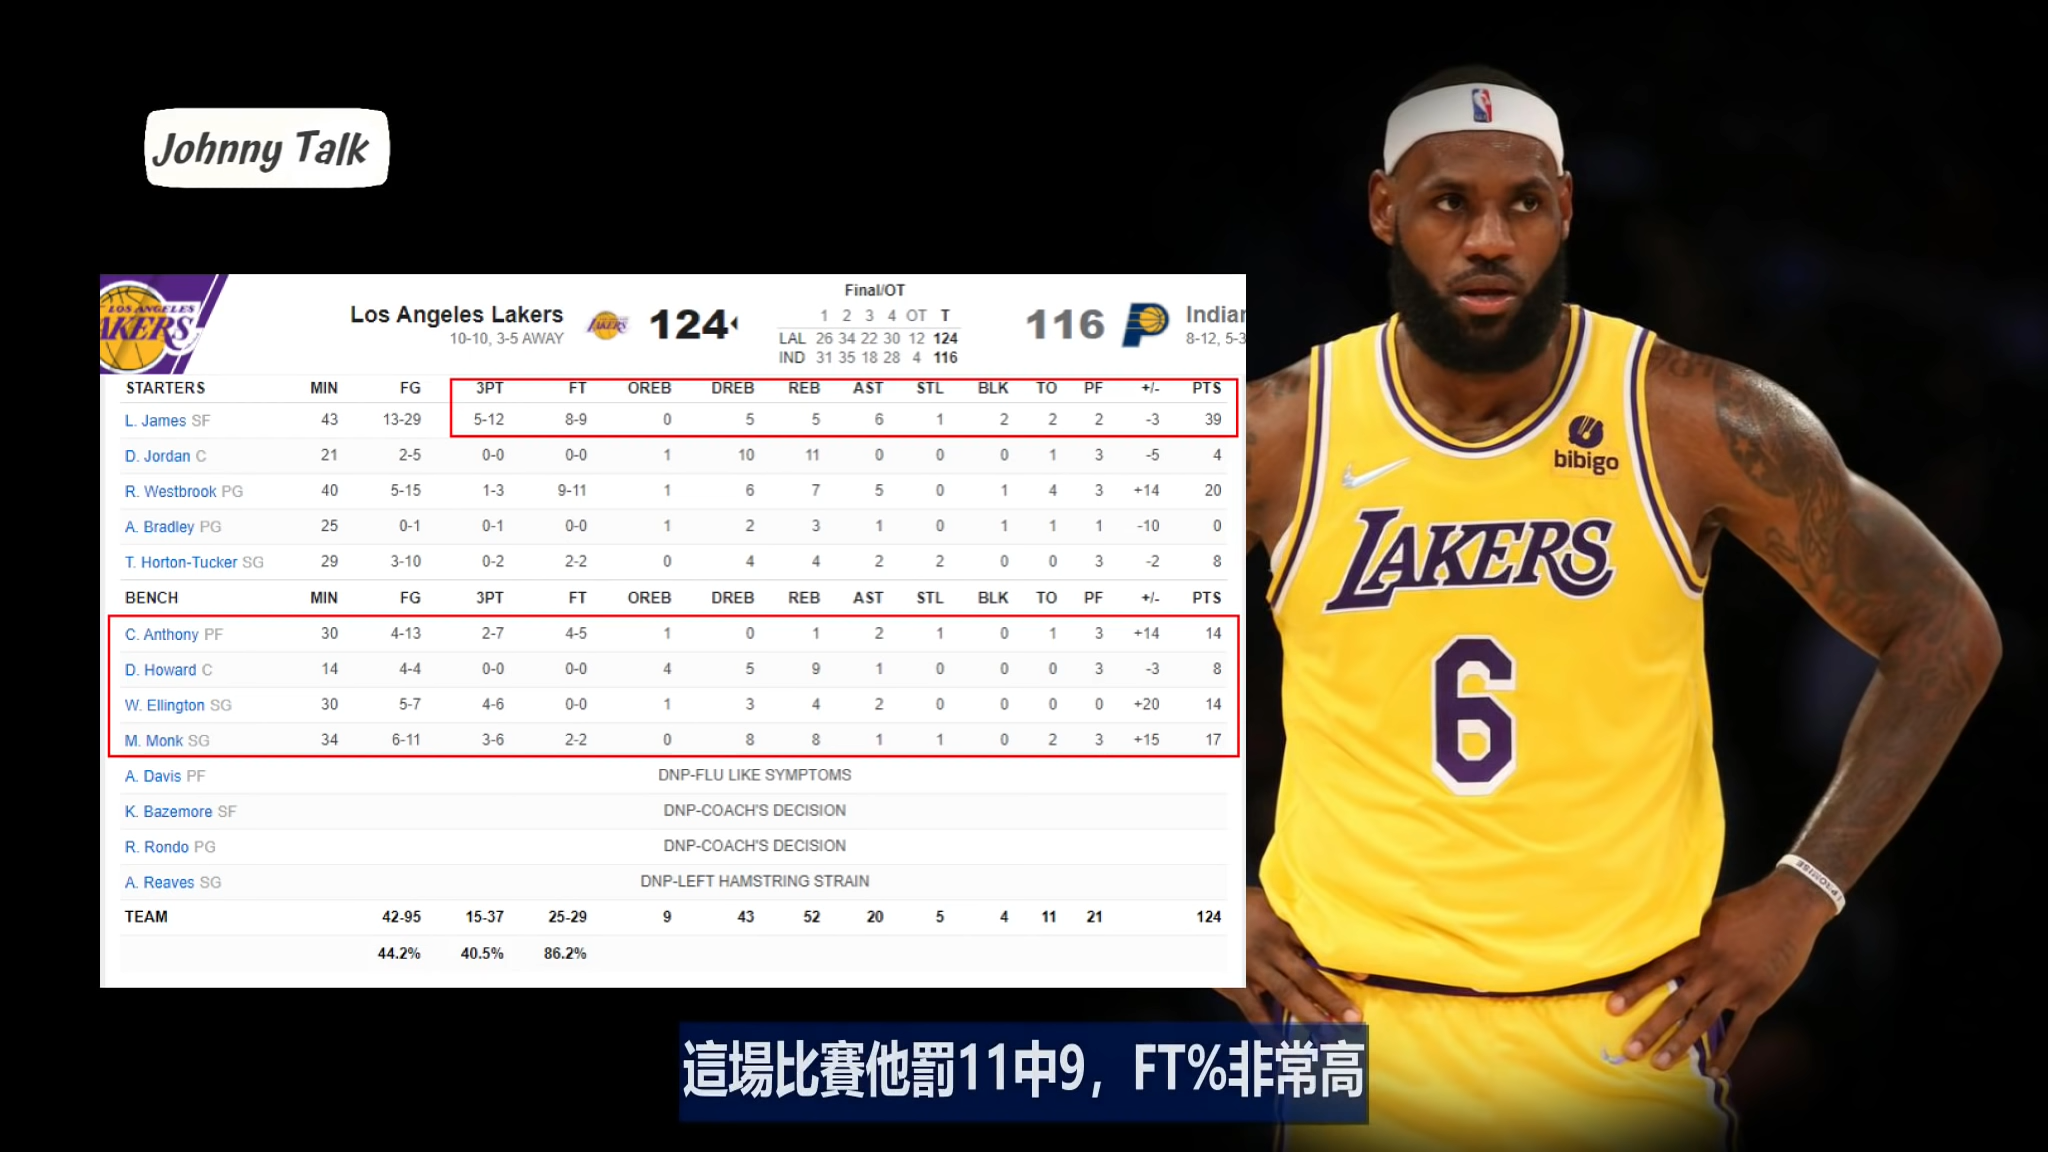 Johnny Talk
LOS ANGELES
AKERS
Los Angeles Lakers
10-10, 3-5 AWAY
LAKERS
124
Final/OT
1 2 3 4 OT T
LAL 26 34 22 30 12 124
IND 31 35 18 28 4 116
116
Indiar
8-12, 5-3
STARTERS MIN FG 3PT FT OREB DREB REB AST STL BLK TO PF +/- PTS
L. James SF 43 13-29 5-12 8-9 0 5 5 6 1 2 2 2 -3 39
D. Jordan C 21 2-5 0-0 0-0 1 10 11 0 0 0 1 3 -5 4
R. Westbrook PG 40 5-15 1-3 9-11 1 6 7 5 0 1 4 3 +14 20
A. Bradley PG 25 0-1 0-1 0-0 1 2 3 1 0 1 1 1 -10 0
T. Horton-Tucker SG 29 3-10 0-2 2-2 0 4 4 2 2 0 0 3 -2 8
BENCH MIN FG 3PT FT OREB DREB REB AST STL BLK TO PF +/- PTS
C. Anthony PF 30 4-13 2-7 4-5 1 0 1 2 1 0 1 3 +14 14
D. Howard C 14 4-4 0-0 0-0 4 5 9 1 0 0 0 3 -3 8
W. Ellington SG 30 5-7 4-6 0-0 1 3 4 2 0 0 0 0 +20 14
M. Monk SG 34 6-11 3-6 2-2 0 8 8 1 1 0 2 3 +15 17
A. Davis PF DNP-FLU LIKE SYMPTOMS
K. Bazemore SF DNP-COACH'S DECISION
R. Rondo PG DNP-COACH'S DECISION
A. Reaves SG DNP-LEFT HAMSTRING STRAIN
TEAM 42-95 15-37 25-29 9 43 52 20 5 4 11 21 124
44.2% 40.5% 86.2%
bibigo
LAKERS
6
這場比賽他罰11中9，FT%非常高